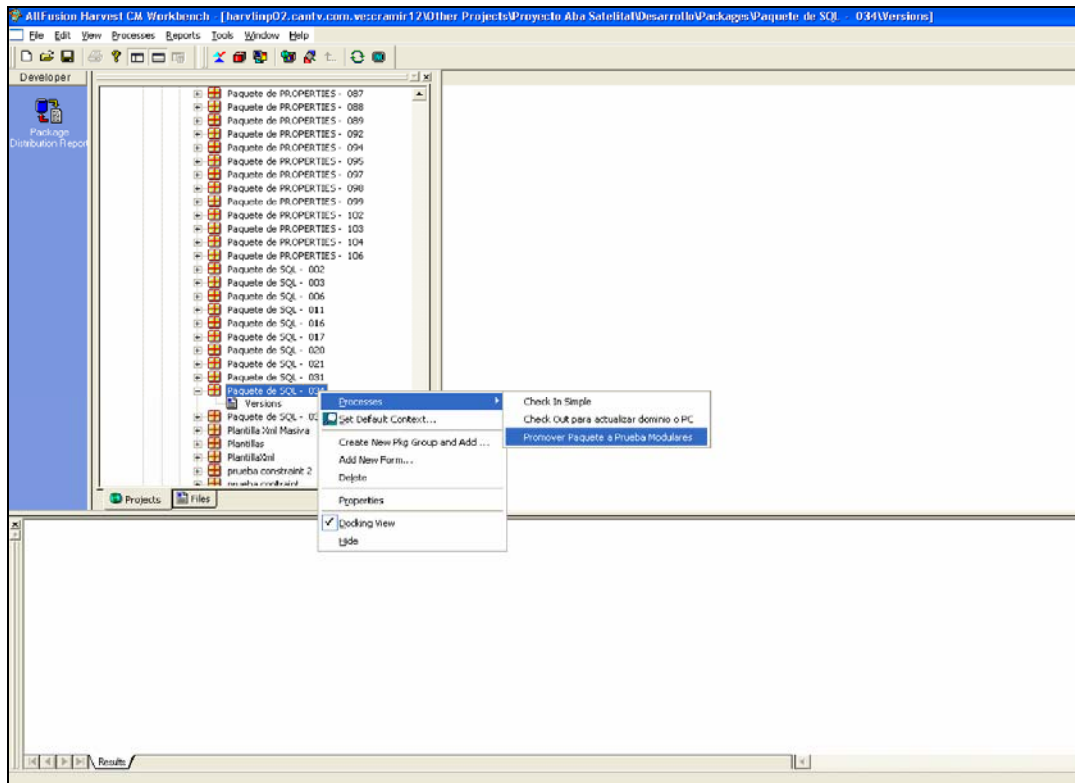 AllFusion Harvest CM Workbench - [harvlinp02.cantv.com.ve:cramir12\Other Projects\Proyecto Aba Satelital\Desarrollo\Packages\Paquete de SQL - 034\Versions]
File Edit View Processes Reports Tools Window Help
Developer
Package
Distribution Report
Paquete de PROPERTIES - 087
Paquete de PROPERTIES - 088
Paquete de PROPERTIES - 089
Paquete de PROPERTIES - 092
Paquete de PROPERTIES - 094
Paquete de PROPERTIES - 095
Paquete de PROPERTIES - 097
Paquete de PROPERTIES - 098
Paquete de PROPERTIES - 099
Paquete de PROPERTIES - 102
Paquete de PROPERTIES - 103
Paquete de PROPERTIES - 104
Paquete de PROPERTIES - 106
Paquete de SQL - 002
Paquete de SQL - 003
Paquete de SQL - 006
Paquete de SQL - 011
Paquete de SQL - 016
Paquete de SQL - 017
Paquete de SQL - 020
Paquete de SQL - 021
Paquete de SQL - 031
Paquete de SQL - 034
Versions
Paquete de SQL - 03
Plantilla Xml Masiva
Plantillas
PlantillaXml
prueba constraint 2
prueba contraint
Processes
Set Default Context...
Create New Pkg Group and Add ...
Add New Form...
Delete
Properties
Docking View
Hide
Check In Simple
Check Out para actualizar dominio o PC
Promover Paquete a Prueba Modulares
Projects
Files
Results